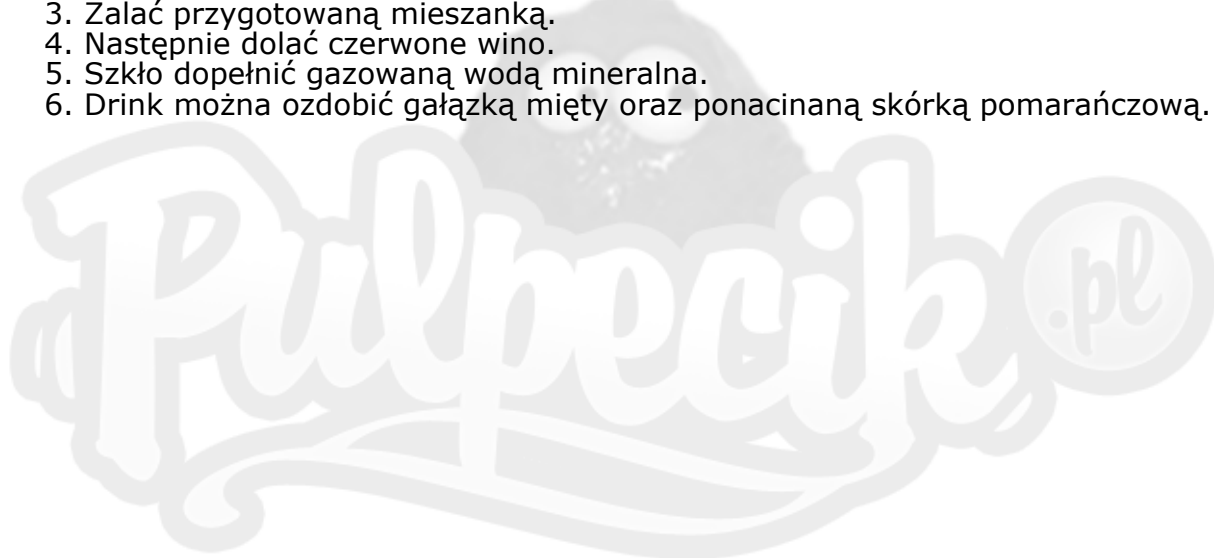 3. Zalać przygotowaną mieszanką.
4. Następnie dolać czerwone wino.
5. Szkło dopełnić gazowaną wodą mineralna.
6. Drink można ozdobić gałązką mięty oraz ponacinaną skórką pomarańczową.
Pulpecik.pl